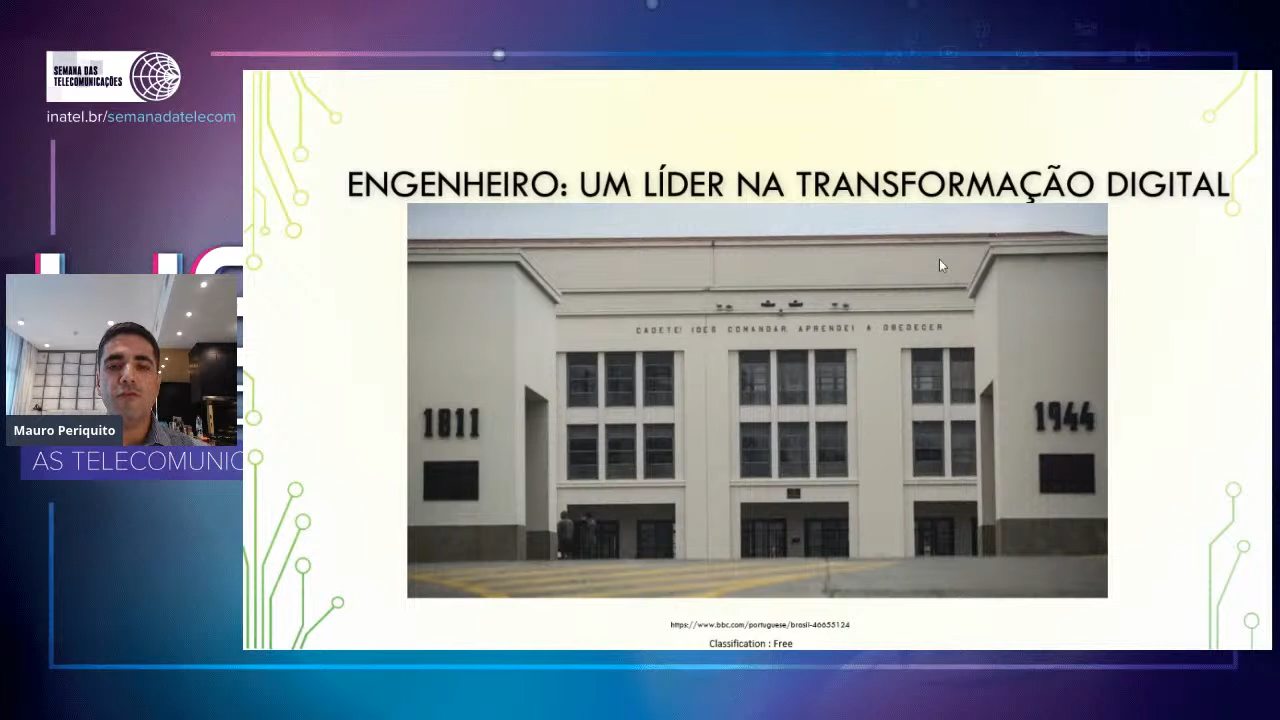 SEMANA DAS
TELECOMUNICAÇÕES
inatel.br/semanadatelecom
ENGENHEIRO: UM LÍDER NA TRANSFORMAÇÃO DIGITAL
CADETE! IDES COMANDAR, APRENDEI A OBEDECER
1811
1944
Mauro Periquito
AS TELECOMUNIC
https://www.bbc.com/portuguese/brasil-46655124
Classification : Free